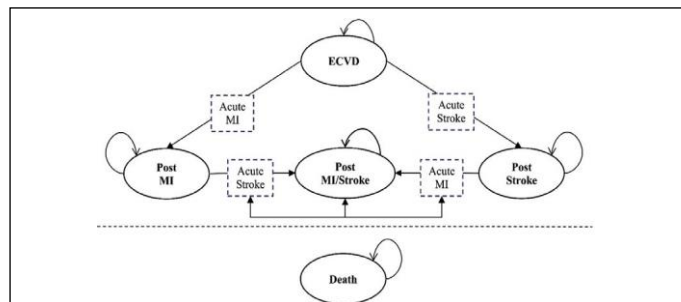 ECVD
Acute
MI
Acute
Stroke
Post
MI
Acute
Stroke
Post
MI/Stroke
Acute
MI
Post
Stroke
Death